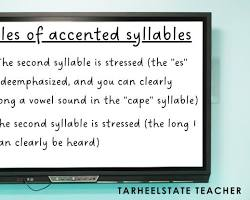 les of accented syllables
The second syllable is stressed (the "es"
deemphasized, and you can clearly
ong a vowel sound in the "cape" syllable)
he second syllable is stressed (the long i
an clearly be heard)
TARHEELSTATE TEACHER